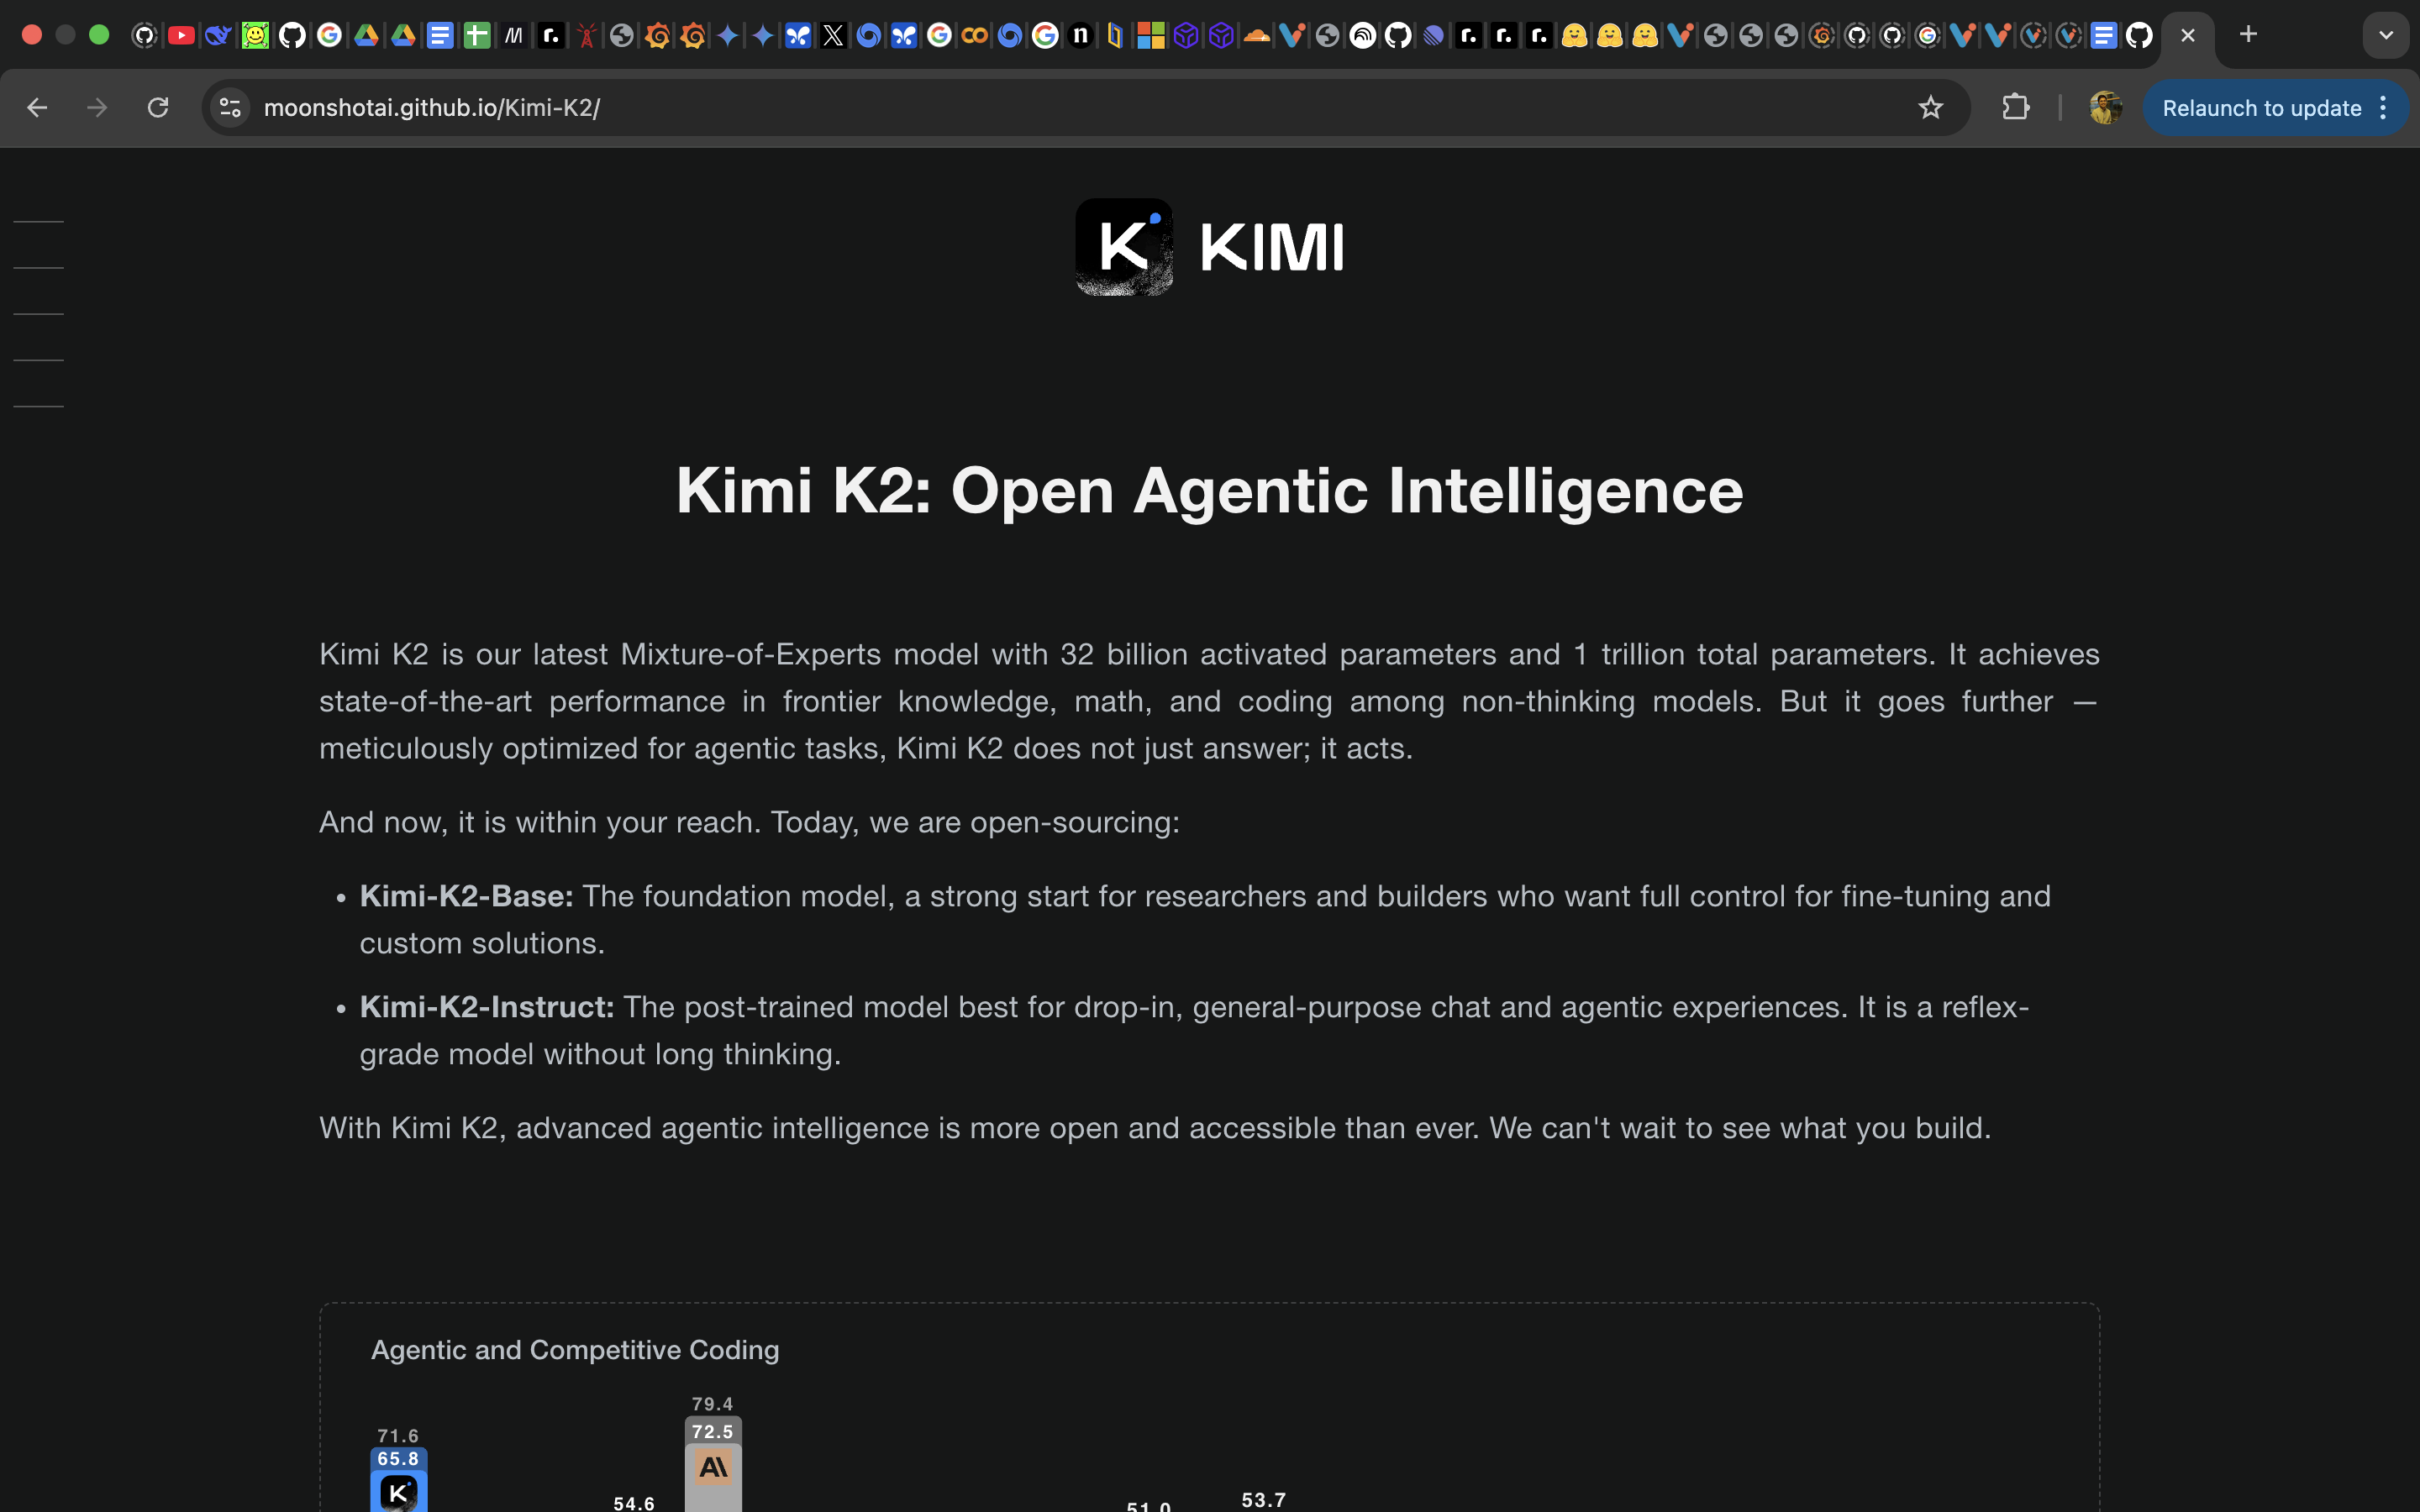 moonshotai.github.io/Kimi-K2/
Relaunch to update
K KIMI
Kimi K2: Open Agentic Intelligence
Kimi K2 is our latest Mixture-of-Experts model with 32 billion activated parameters and 1 trillion total parameters. It achieves
state-of-the-art performance in frontier knowledge, math, and coding among non-thinking models. But it goes further —
meticulously optimized for agentic tasks, Kimi K2 does not just answer; it acts.
And now, it is within your reach. Today, we are open-sourcing:
• Kimi-K2-Base: The foundation model, a strong start for researchers and builders who want full control for fine-tuning and
custom solutions.
• Kimi-K2-Instruct: The post-trained model best for drop-in, general-purpose chat and agentic experiences. It is a reflex-
grade model without long thinking.
With Kimi K2, advanced agentic intelligence is more open and accessible than ever. We can't wait to see what you build.
Agentic and Competitive Coding
79.4
72.5
71.6
65.8
K
54.6
51.0
53.7